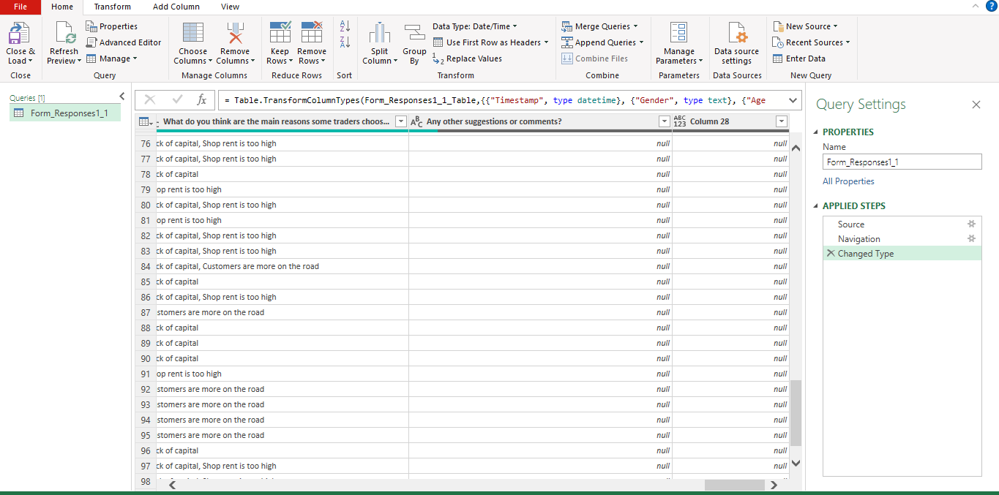 File Home Transform Add Column View
Close & Load
Close
Refresh Preview
Properties
Advanced Editor
Manage
Query
Choose Columns
Remove Columns
Manage Columns
Keep Rows
Remove Rows
Reduce Rows
A Z
Z A
Sort
Split Column
Group By
Data Type: Date/Time
Use First Row as Headers
1 2 Replace Values
Transform
Merge Queries
Append Queries
Combine Files
Combine
Manage Parameters
Parameters
Data source settings
Data Sources
New Source
Recent Sources
Enter Data
New Query
Queries [1]
Form_Responses1_1
fx
= Table.TransformColumnTypes(Form_Responses1_1_Table,{{"Timestamp", type datetime}, {"Gender", type text}, {"Age
What do you think are the main reasons some traders choos... ABC Any other suggestions or comments? ABC 123 Column 28
76 ck of capital, Shop rent is too high null null
77 ck of capital, Shop rent is too high null null
78 ck of capital null null
79 op rent is too high null null
80 ck of capital, Shop rent is too high null null
81 op rent is too high null null
82 ck of capital, Shop rent is too high null null
83 ck of capital, Shop rent is too high null null
84 ck of capital, Customers are more on the road null null
85 ck of capital null null
86 ck of capital, Shop rent is too high null null
87 stomers are more on the road null null
88 ck of capital null null
89 ck of capital null null
90 ck of capital null null
91 op rent is too high null null
92 stomers are more on the road null null
93 stomers are more on the road null null
94 stomers are more on the road null null
95 stomers are more on the road null null
96 ck of capital null null
97 ck of capital, Shop rent is too high null null
98
Query Settings
PROPERTIES
Name
Form_Responses1_1
All Properties
APPLIED STEPS
Source
Navigation
Changed Type